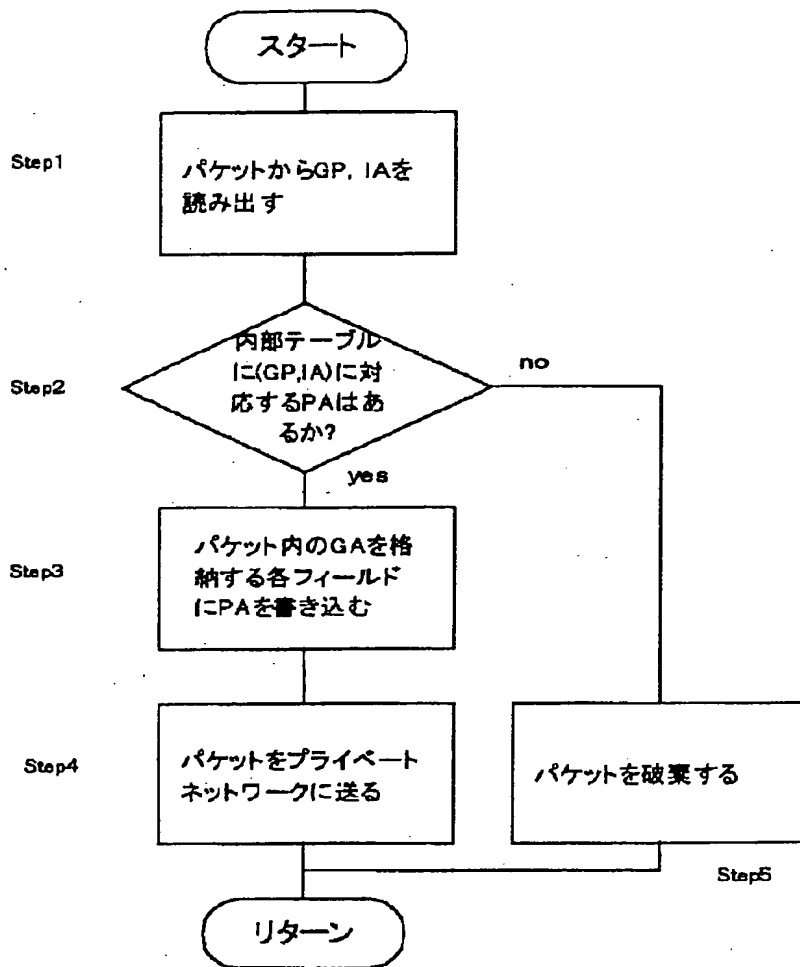 スタート
Step1
パケットからGP, IAを
読み出す
Step2
内部テーブル
に(GP,IA)に対
応するPAはあ
るか?
no
yes
Step3
パケット内のGAを格
納する各フィールド
にPAを書き込む
Step4
パケットをプライベート
ネットワークに送る
パケットを破棄する
Step5
リターン